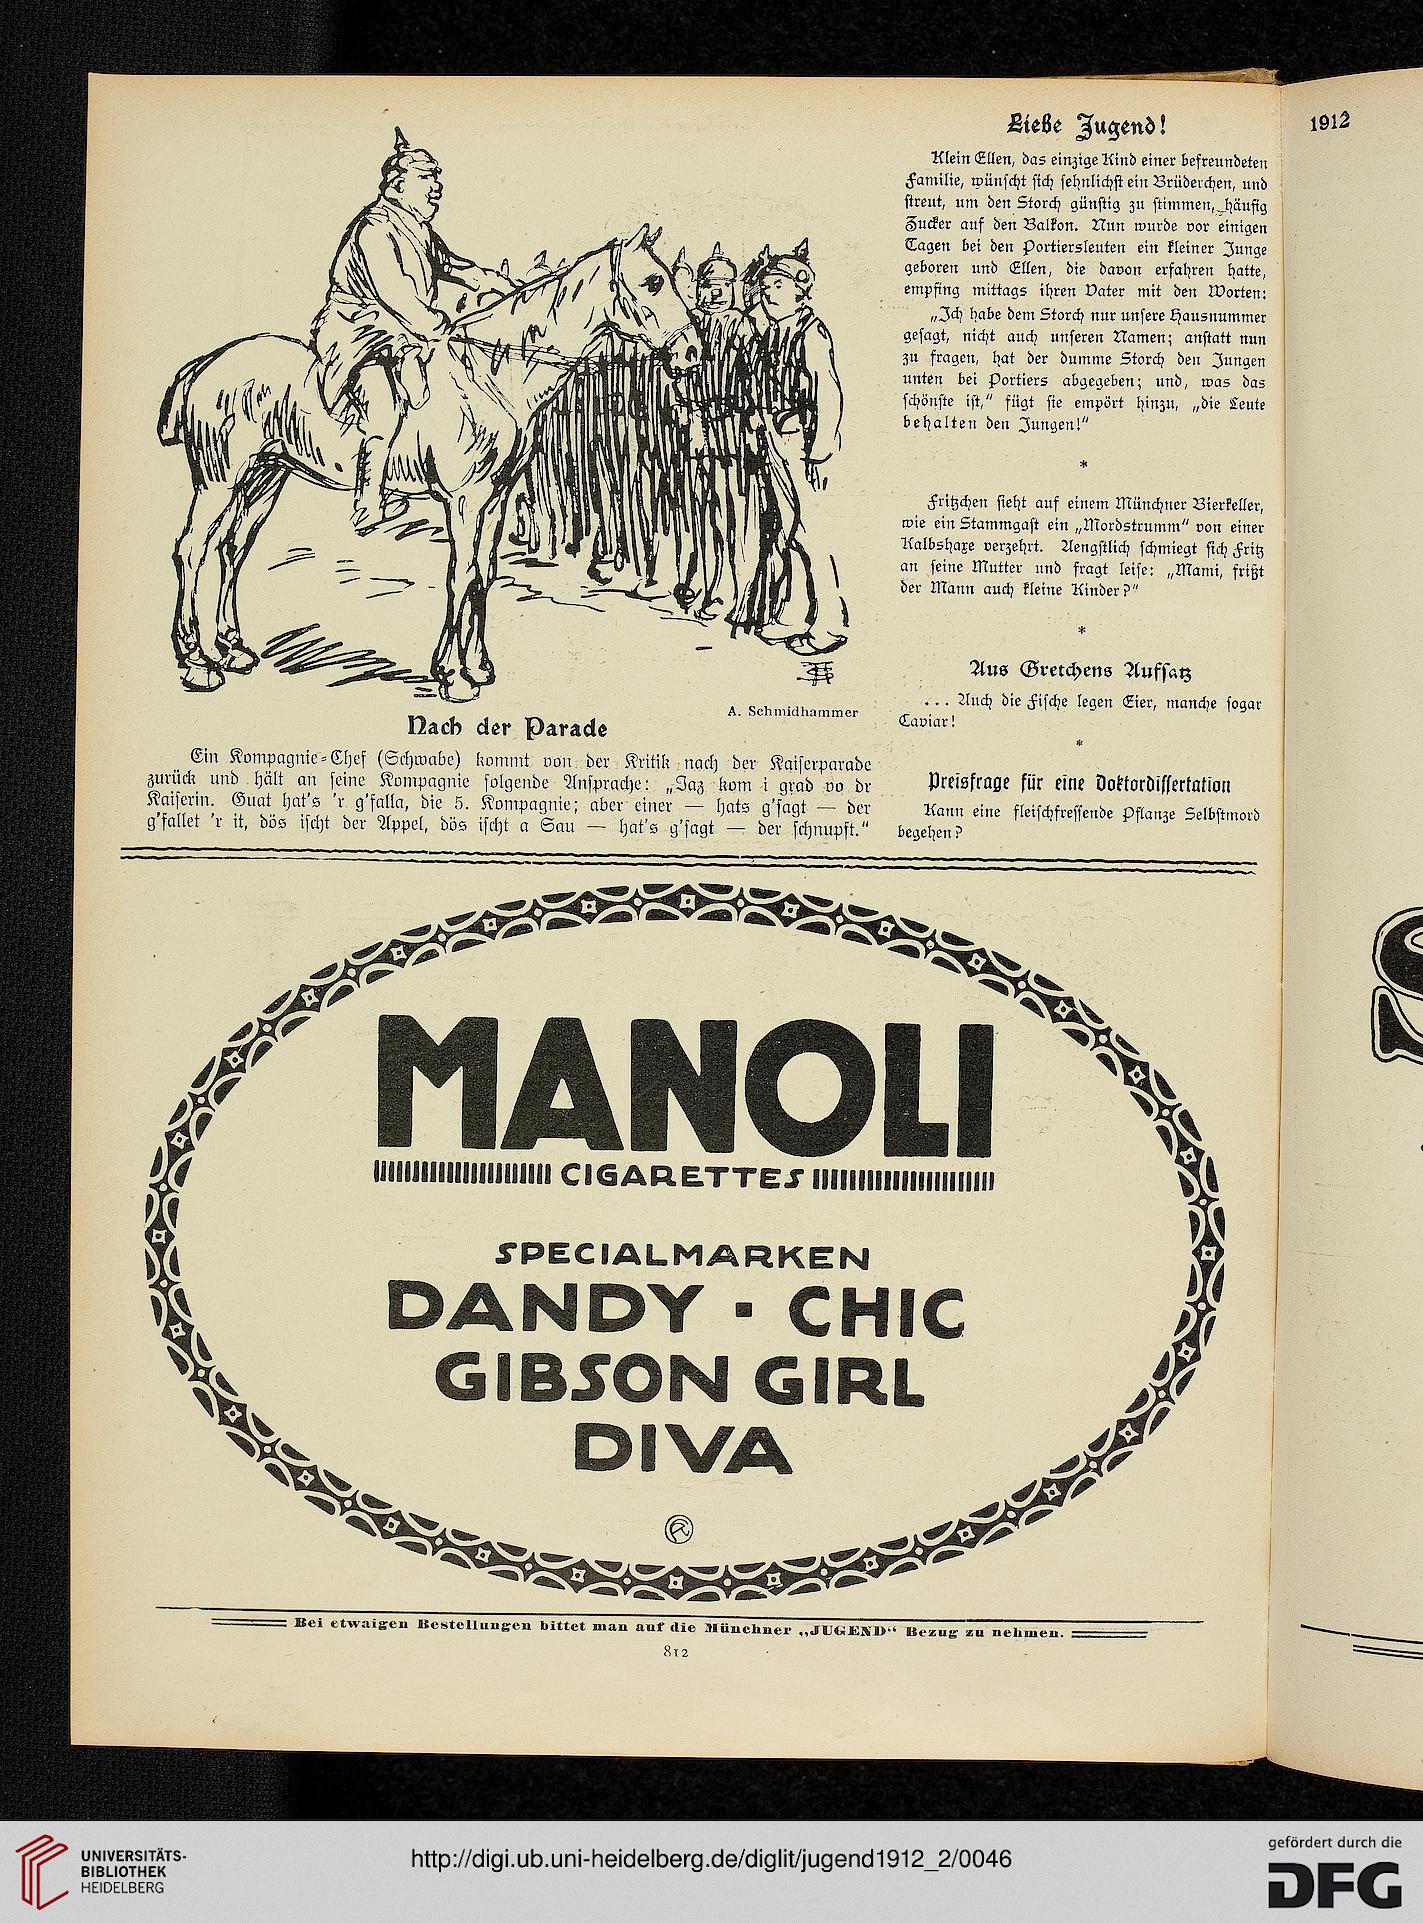 A. Schmidhammer
Nach der Parade
Ein Kompagnie-Chef (Schwabe) kommt von der Kritik nach der Kaiserparade
zurück und hält an seine Kompagnie folgende Ansprache: „Jaz kom i grad vo dr
Kaiserin. Guat hat's 'r g'falla, die 5. Kompagnie; aber einer — hats g'sagt — der
g'fallet 'r it, dös ischt der Appel, dös ischt a Sau — hat's g'sagt — der schnupft.“
Liebe Jugend!
Klein Ellen, das einzige Kind einer befreundeten
Familie, wünscht sich sehnlichst ein Brüderchen, und
streut, um den Storch günstig zu stimmen, häufig
Zucker auf den Balkon. Nun wurde vor einigen
Tagen bei den Portiersleuten ein kleiner Junge
geboren und Ellen, die davon erfahren hatte,
empfing mittags ihren Vater mit den Worten:
„Ich habe dem Storch nur unsere Hausnummer
gesagt, nicht auch unseren Namen; anstatt nun
zu fragen, hat der dumme Storch den Jungen
unten bei Portiers abgegeben; und, was das
schönste ist,“ fügt sie empört hinzu, „die Leute
behalten den Jungen!“
*
Fritzchen sieht auf einem Münchner Bierkeller,
wie ein Stammgast ein „Mordstrumm“ von einer
Kalbshaxe verzehrt. Aengstlich schmiegt sich Fritz
an seine Mutter und fragt leise: „Mami, frißt
der Mann auch kleine Kinder?“
*
Aus Gretchens Aufsatz
... Auch die Fische legen Eier, manche sogar
Caviar!
*
Preisfrage für eine Doktordissertation
Kann eine fleischfressende Pflanze Selbstmord
begehen?
MANOLI
CIGARETTES
SPECIALMARKEN
DANDY · CHIC
GIBSON GIRL
DIVA
Bei etwaigen Bestellungen bittet man auf die Münchner „JUGEND“ Bezug zu nehmen.
812
1912
UNIVERSITÄTS-
BIBLIOTHEK
HEIDELBERG
http://digi.ub.uni-heidelberg.de/diglit/jugend1912_2/0046
gefördert durch die
DFG